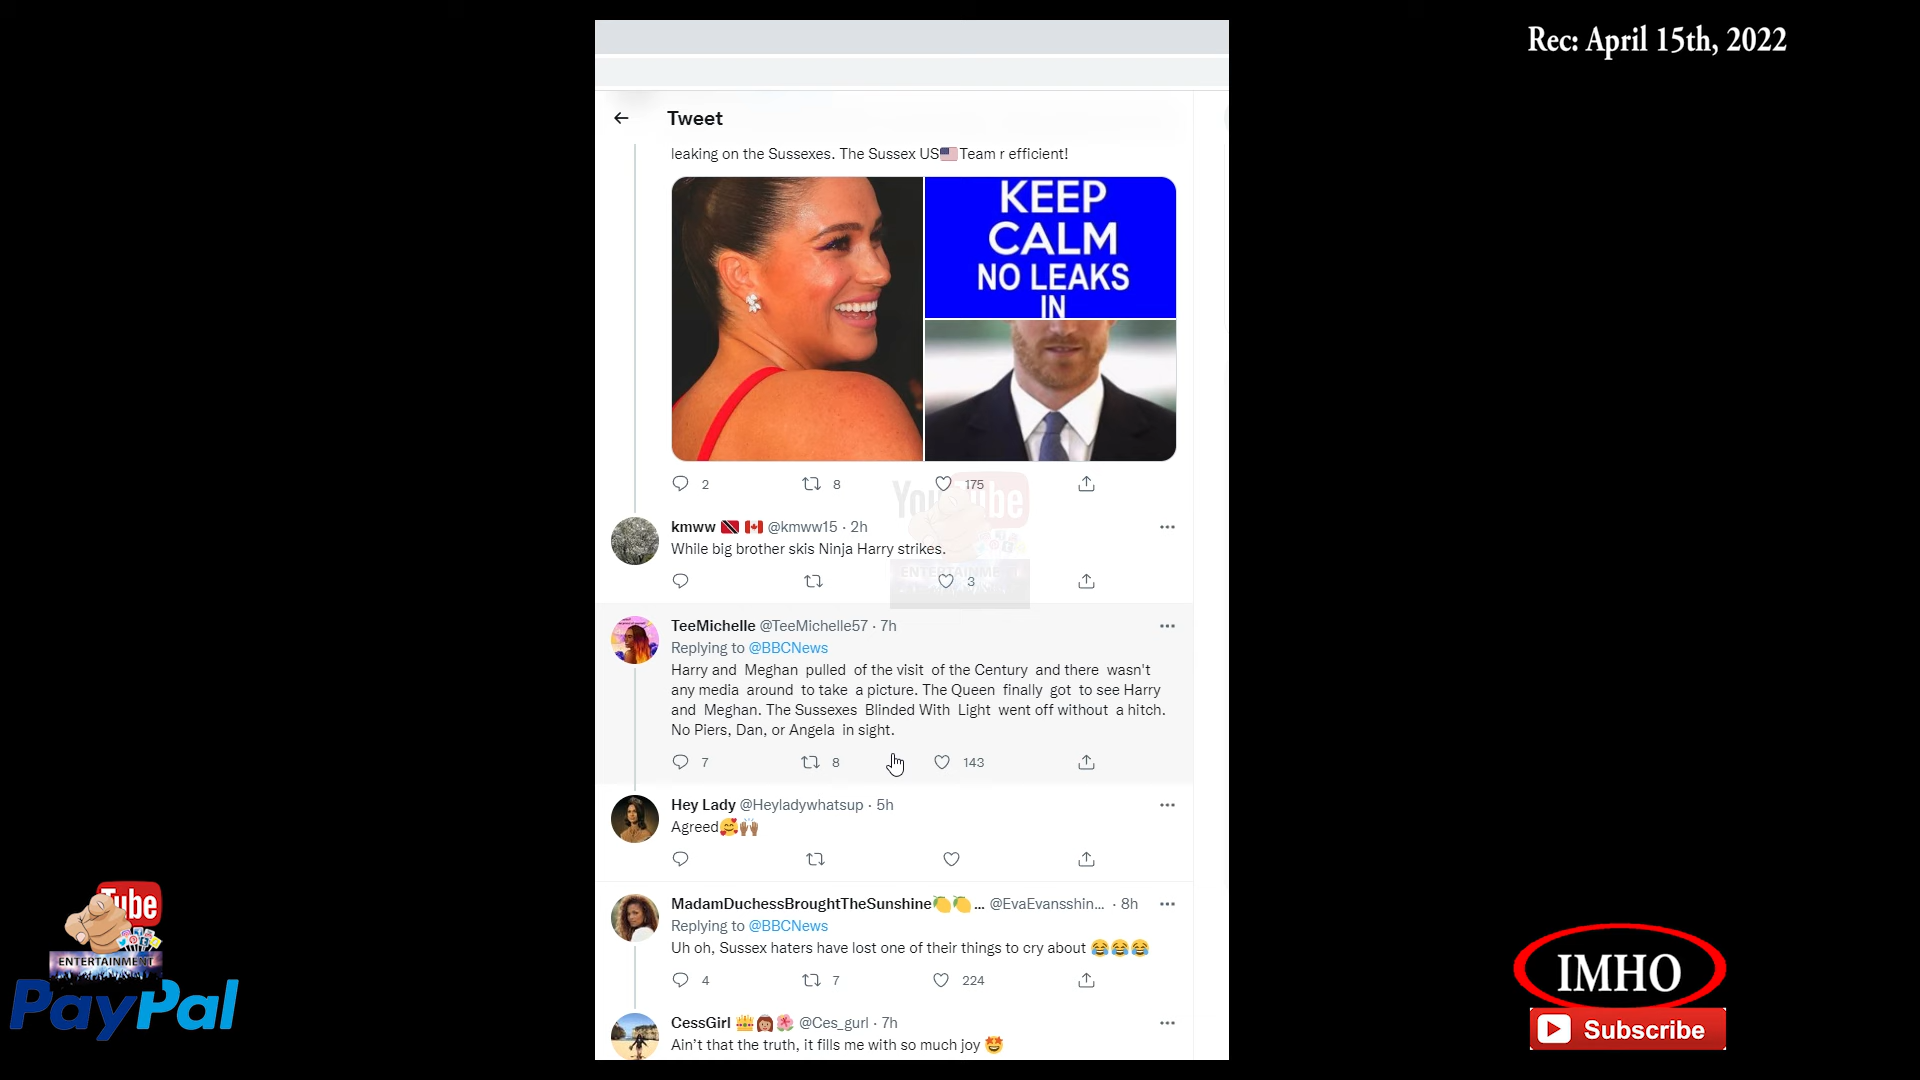 Rec: April 15th, 2022
Tweet
leaking on the Sussexes. The Sussex US🇺🇸Team r efficient!
KEEP
CALM
NO LEAKS
IN
2 8 175
YouTube
kmww 🇹🇹 🇨🇦 @kmww15 · 2h
While big brother skis Ninja Harry strikes.
ENTERTAINMENT
3
TeeMichelle @TeeMichelle57 · 7h
Replying to @BBCNews
Harry and Meghan pulled of the visit of the Century and there wasn't
any media around to take a picture. The Queen finally got to see Harry
and Meghan. The Sussexes Blinded With Light went off without a hitch.
No Piers, Dan, or Angela in sight.
7 8 143
Hey Lady @Heyladywhatsup · 5h
Agreed🥰🙌🏽
MadamDuchessBroughtTheSunshine🍋🍋... @EvaEvansshin... · 8h
Replying to @BBCNews
Uh oh, Sussex haters have lost one of their things to cry about 😂😂😂
4 7 224
CessGirl 👑👸🏽🌺 @Ces_gurl · 7h
Ain't that the truth, it fills me with so much joy 🤩
Tube
ENTERTAINMENT
PayPal
IMHO
Subscribe